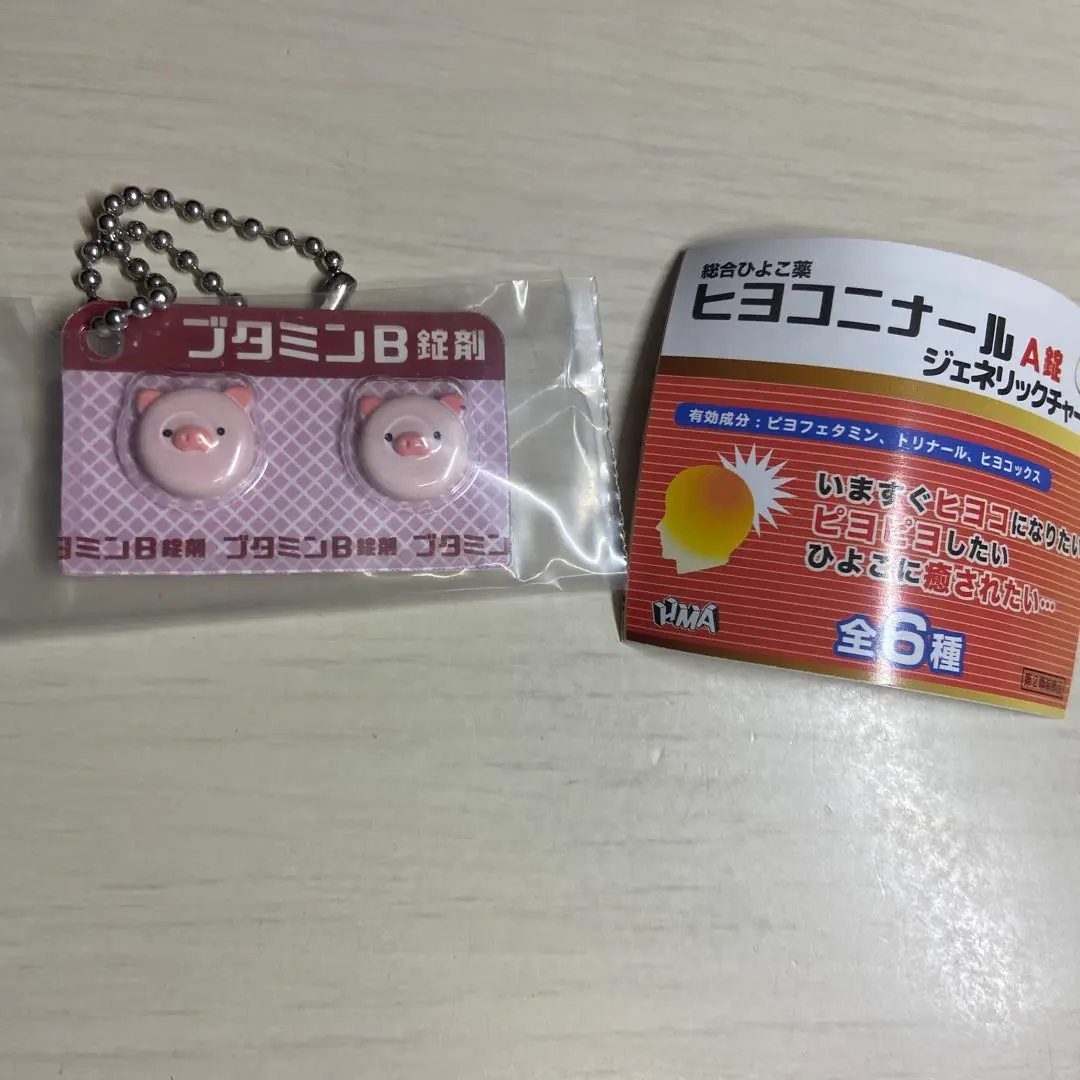 ブタミンB錠剤
タミンB錠剤 ブタミンB錠剤 ブタミン
総合ひよこ薬
ヒヨコニナール A錠
ジェネリックチャー
有効成分：ピヨフェタミン、トリナール、ヒヨコックス
いますぐヒヨコになりたい
ピヨピヨしたい
ひよこに癒されたい…
HMA
全6種